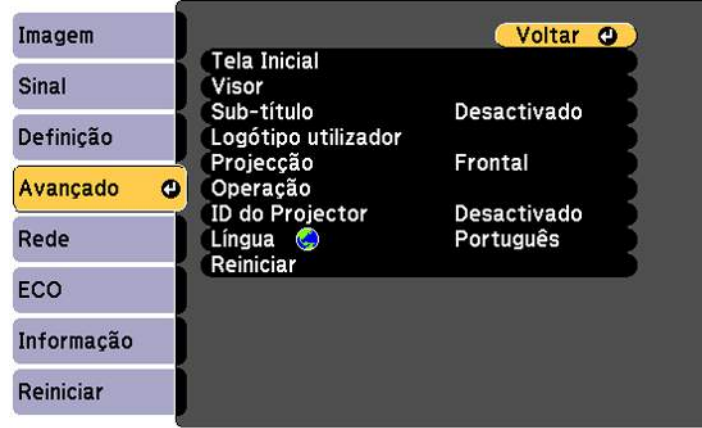 Imagem
Sinal
Definição
Avançado
Rede
ECO
Informação
Reiniciar
Voltar
Tela Inicial
Visor
Sub-título Desactivado
Logótipo utilizador
Projecção Frontal
Operação
ID do Projector Desactivado
Língua Português
Reiniciar